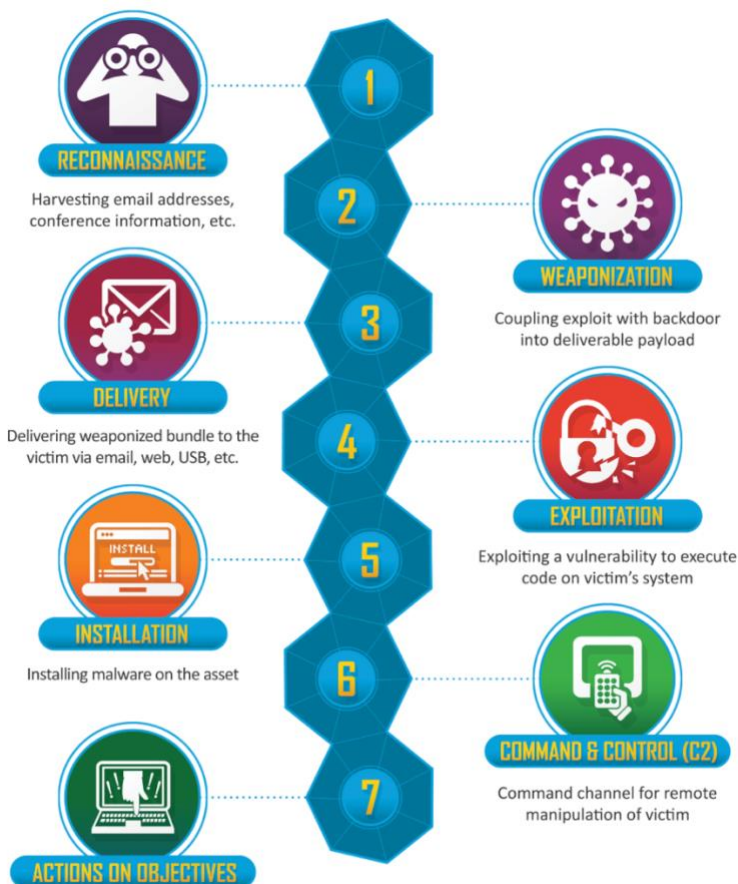 1
RECONNAISSANCE
Harvesting email addresses,
conference information, etc.
2
WEAPONIZATION
Coupling exploit with backdoor
into deliverable payload
3
DELIVERY
Delivering weaponized bundle to the
victim via email, web, USB, etc.
4
EXPLOITATION
Exploiting a vulnerability to execute
code on victim’s system
5
INSTALL
INSTALLATION
Installing malware on the asset
6
COMMAND & CONTROL (C2)
Command channel for remote
manipulation of victim
7
ACTIONS ON OBJECTIVES